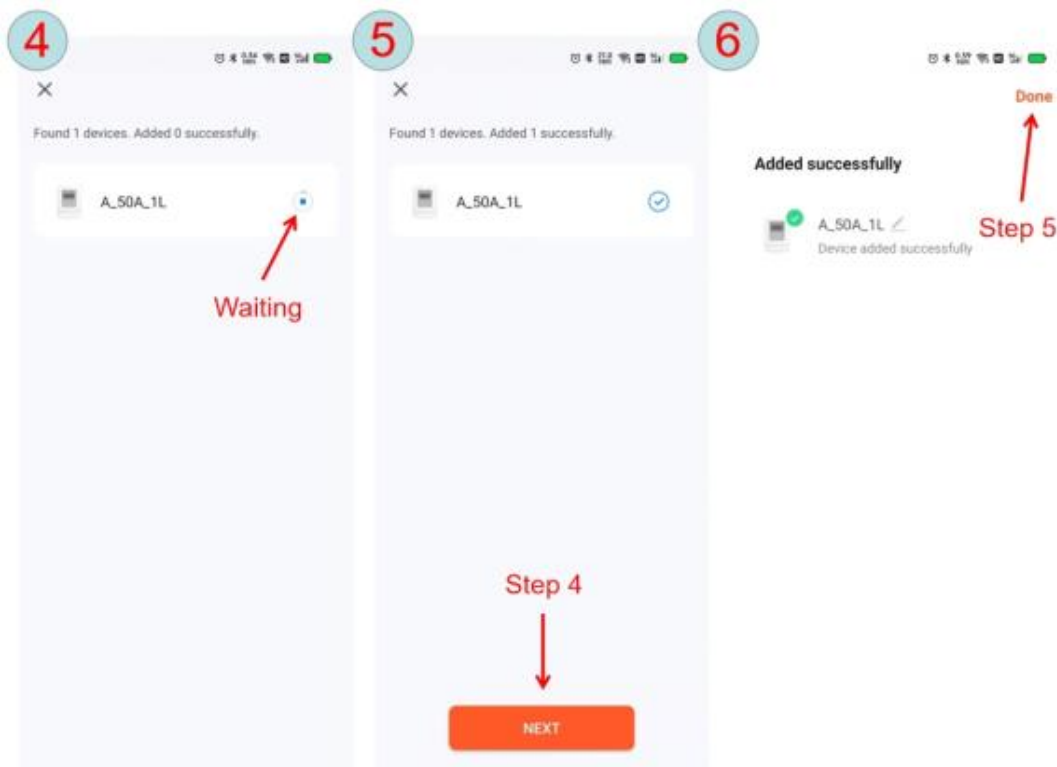 4
Found 1 devices. Added 0 successfully.
A_50A_1L
Waiting
5
Found 1 devices. Added 1 successfully.
A_50A_1L
Step 4
NEXT
6
Done
Added successfully
A_50A_1L
Device added successfully
Step 5